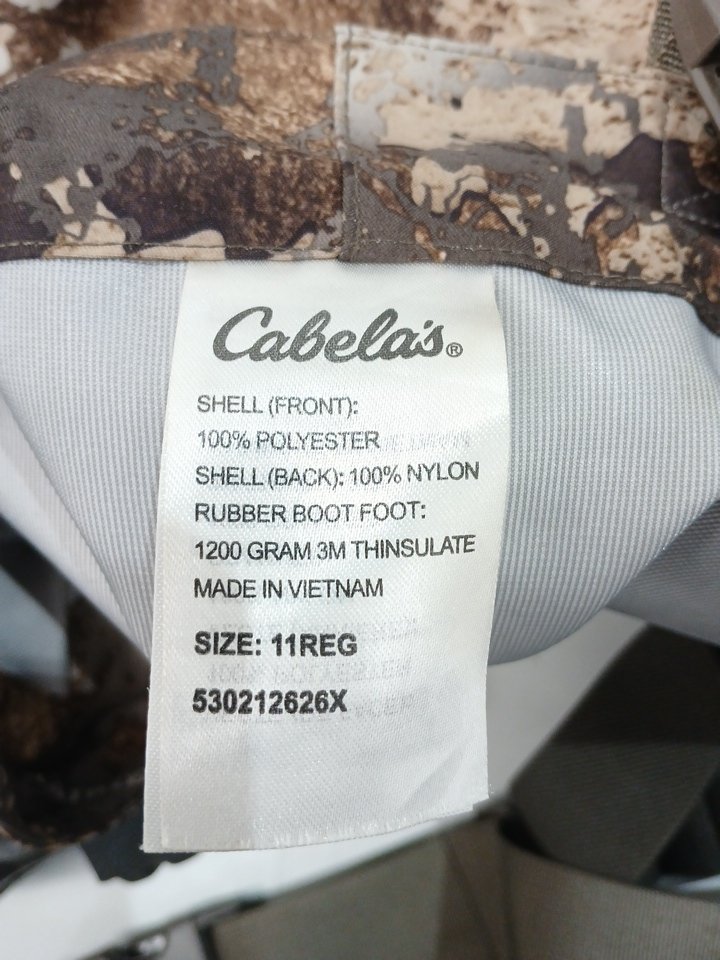 Cabela's®
SHELL (FRONT):
100% POLYESTER
SHELL (BACK): 100% NYLON
RUBBER BOOT FOOT:
1200 GRAM 3M THINSULATE
MADE IN VIETNAM
SIZE: 11REG
530212626X